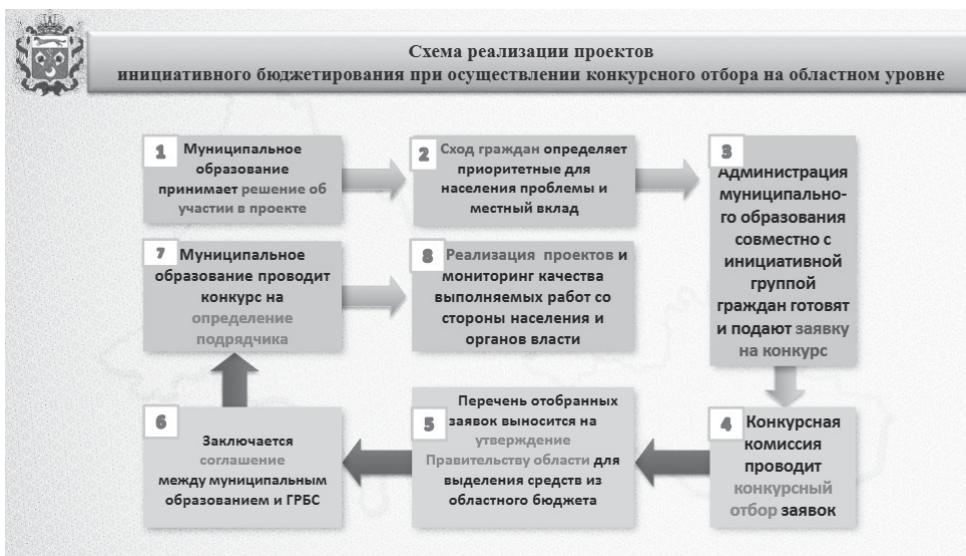 Схема реализации проектов
инициативного бюджетирования при осуществлении конкурсного отбора на областном уровне
1
Муниципальное
образование
принимает решение об
участии в проекте
2
Сход граждан определяет
приоритетные для
населения проблемы и
местный вклад
3
Администрация
муниципально-
го образования
совместно с
инициативной
группой
граждан готовят
и подают заявку
на конкурс
4
Конкурсная
комиссия
проводит
конкурсный
отбор заявок
5
Перечень отобранных
заявок выносится на
утверждение
Правительству области для
выделения средств из
областного бюджета
6
Заключается
соглашение
между муниципальным
образованием и ГРБС
7
Муниципальное
образование проводит
конкурс на
определение
подрядчика
8
Реализация проектов и
мониторинг качества
выполняемых работ со
стороны населения и
органов власти